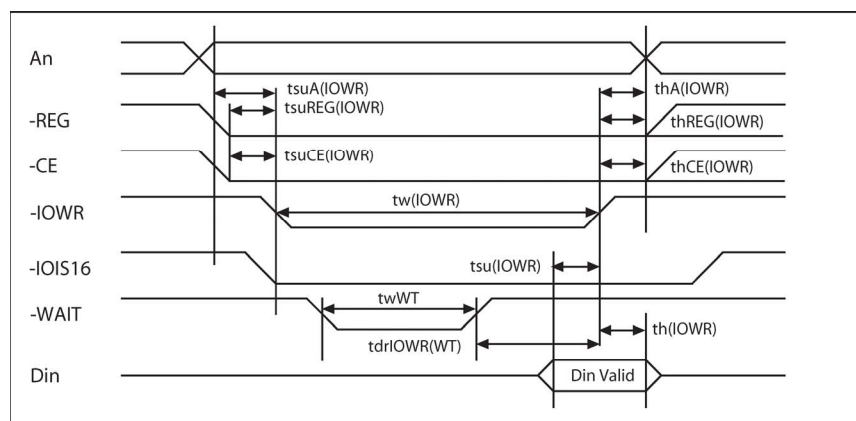 An
tsuA(IOWR)
thA(IOWR)
tsuREG(IOWR)
-REG
thREG(IOWR)
tsuCE(IOWR)
-CE
thCE(IOWR)
-IOWR
tw(IOWR)
-IOIS16
tsu(IOWR)
twWT
-WAIT
th(IOWR)
tdrIOWR(WT)
Din
Din Valid